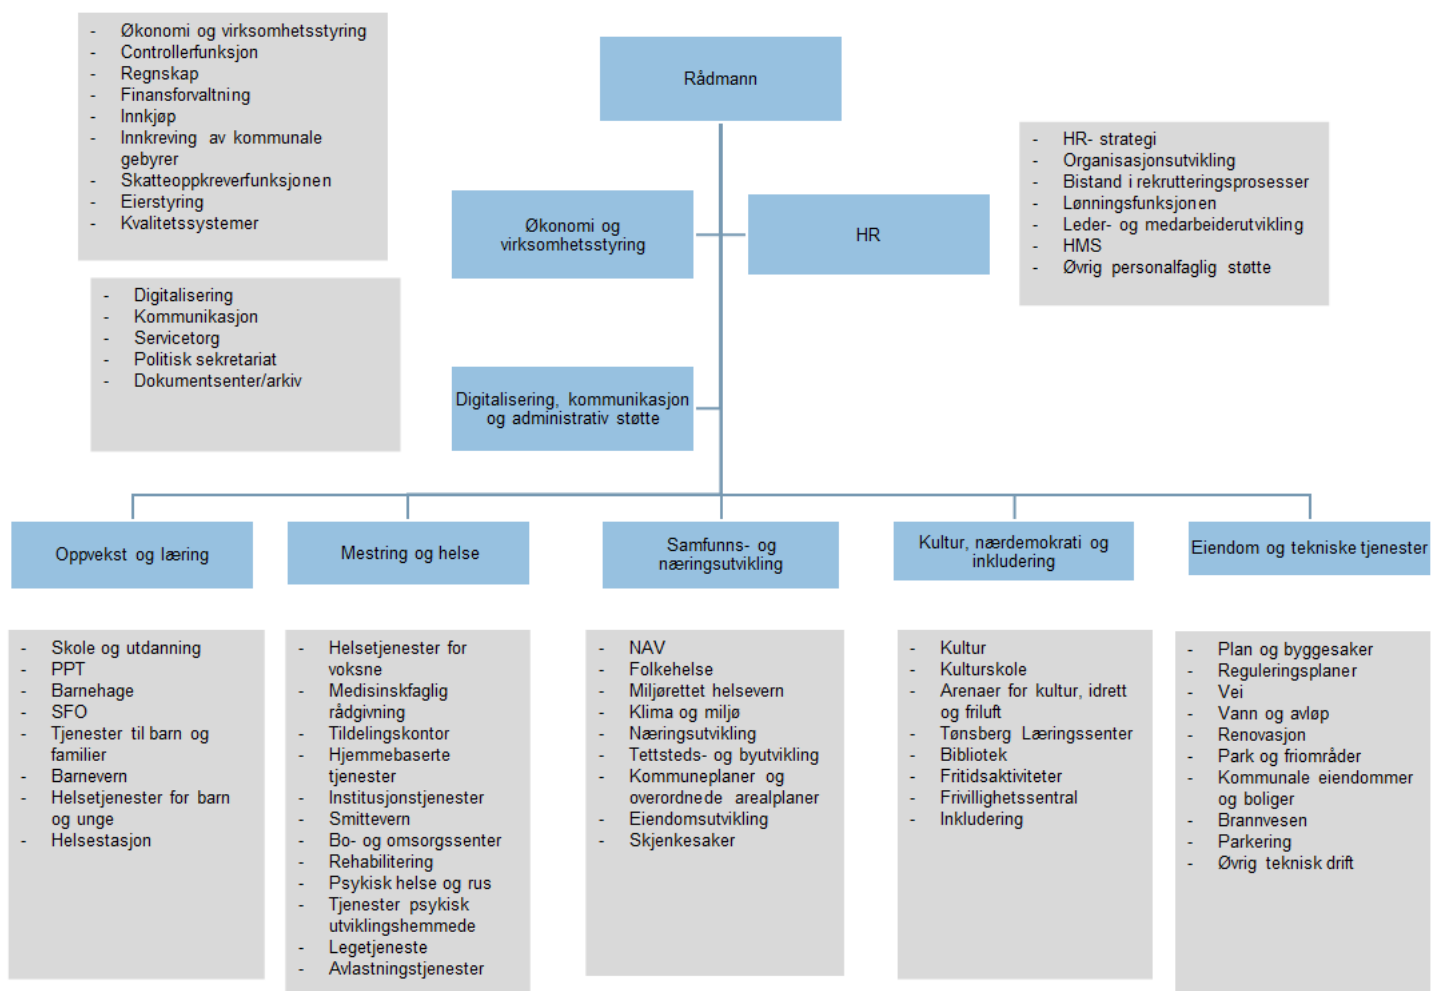 - Økonomi og virksomhetsstyring
- Controllerfunksjon
- Regnskap
- Finansforvaltning
- Innkjøp
- Innkreving av kommunale
gebyrer
- Skatteoppkreverfunksjonen
- Eierstyring
- Kvalitetssystemer
Rådmann
- HR- strategi
- Organisasjonsutvikling
- Bistand i rekrutteringsprosesser
- Lønningsfunksjonen
- Leder- og medarbeiderutvikling
- HMS
- Øvrig personalfaglig støtte
Økonomi og
virksomhetsstyring
HR
- Digitalisering
- Kommunikasjon
- Servicetorg
- Politisk sekretariat
- Dokumentsenter/arkiv
Digitalisering, kommunikasjon
og administrativ støtte
Oppvekst og læring
Mestring og helse
Samfunns- og
næringsutvikling
Kultur, nærdemokrati og
inkludering
Eiendom og tekniske tjenester
- Skole og utdanning
- PPT
- Barnehage
- SFO
- Tjenester til barn og
familier
- Barnevern
- Helsetjenester for barn
og unge
- Helsestasjon
- Helsetjenester for
voksne
- Medisinskfaglig
rådgivning
- Tildelingskontor
- Hjemmebaserte
tjenester
- Institusjonstjenester
- Smittevern
- Bo- og omsorgssenter
- Rehabilitering
- Psykisk helse og rus
- Tjenester psykisk
utviklingshemmede
- Legetjeneste
- Avlastningstjenester
- NAV
- Folkehelse
- Miljørettet helsevern
- Klima og miljø
- Næringsutvikling
- Tettsteds- og byutvikling
- Kommuneplaner og
overordnede arealplaner
- Eiendomsutvikling
- Skjenkesaker
- Kultur
- Kulturskole
- Arenaer for kultur, idrett
og friluft
- Tønsberg Læringssenter
- Bibliotek
- Fritidsaktiviteter
- Frivillighetssentral
- Inkludering
- Plan og byggesaker
- Reguleringsplaner
- Vei
- Vann og avløp
- Renovasjon
- Park og friområder
- Kommunale eiendommer
og boliger
- Brannvesen
- Parkering
- Øvrig teknisk drift